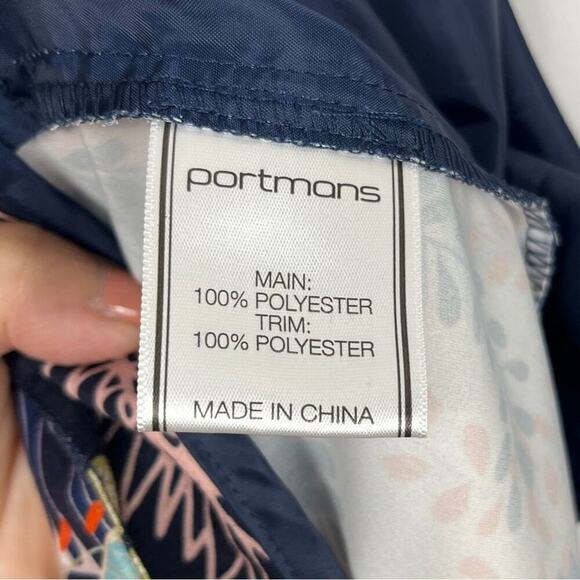 portmans
MAIN:
100% POLYESTER
TRIM:
100% POLYESTER
MADE IN CHINA